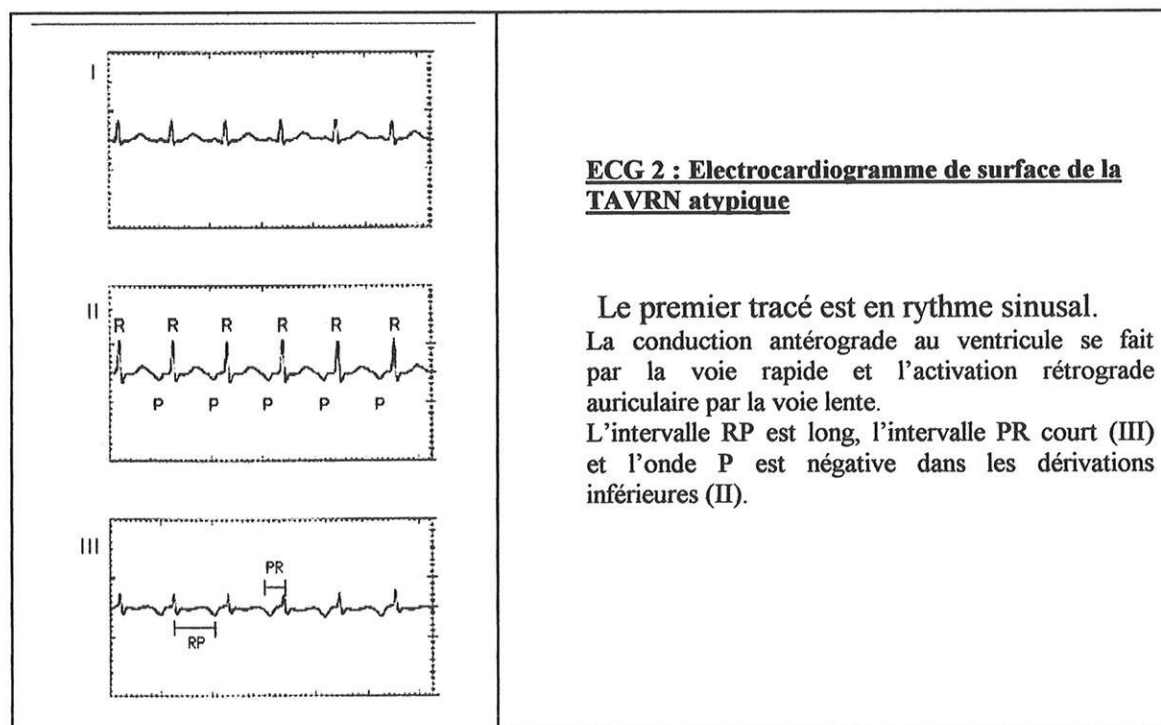 I
II
R R R R R R
P P P P P
III
PR
RP
ECG 2 : Electrocardiogramme de surface de la
TAVRN atypique
Le premier tracé est en rythme sinusal.
La conduction antérograde au ventricule se fait
par la voie rapide et l'activation rétrograde
auriculaire par la voie lente.
L'intervalle RP est long, l'intervalle PR court (III)
et l'onde P est négative dans les dérivations
inférieures (II).